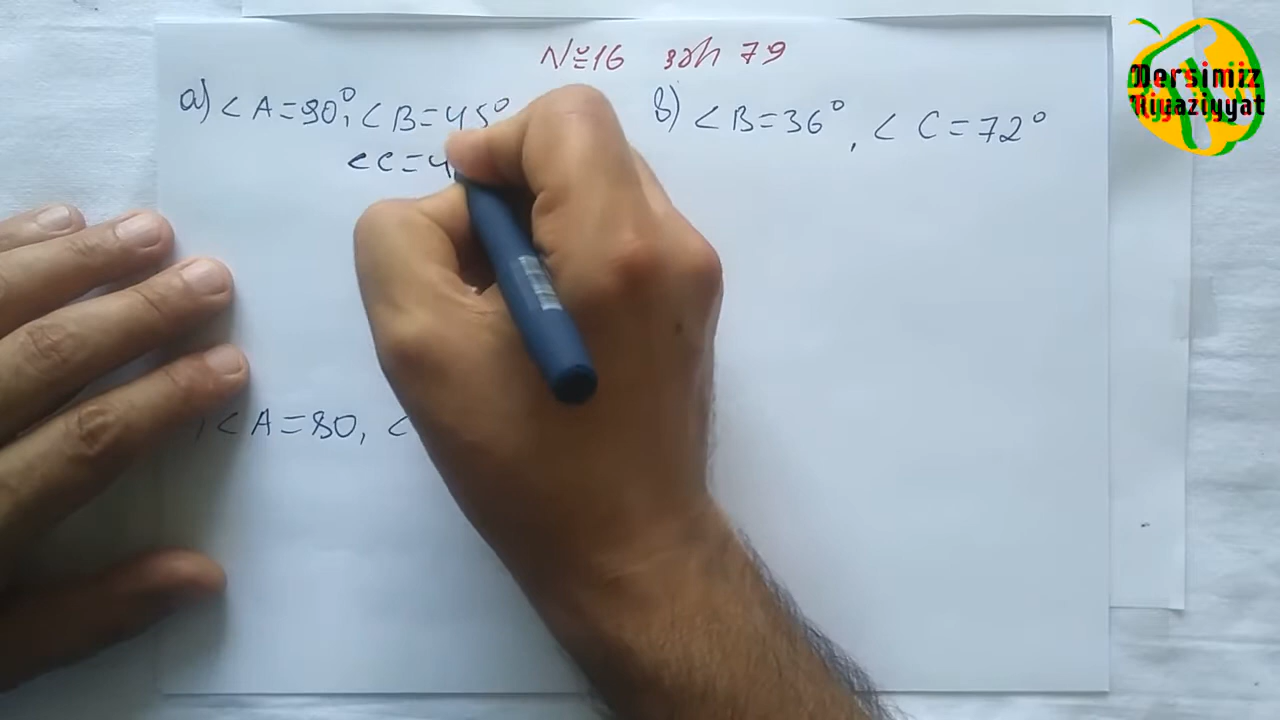 №16 səh 79
a) < A = 90°, < B = 45°
< C = 4
b) < B = 36°, < C = 72°
, < A = 80, <
Dersimiz
Riyaziyyat